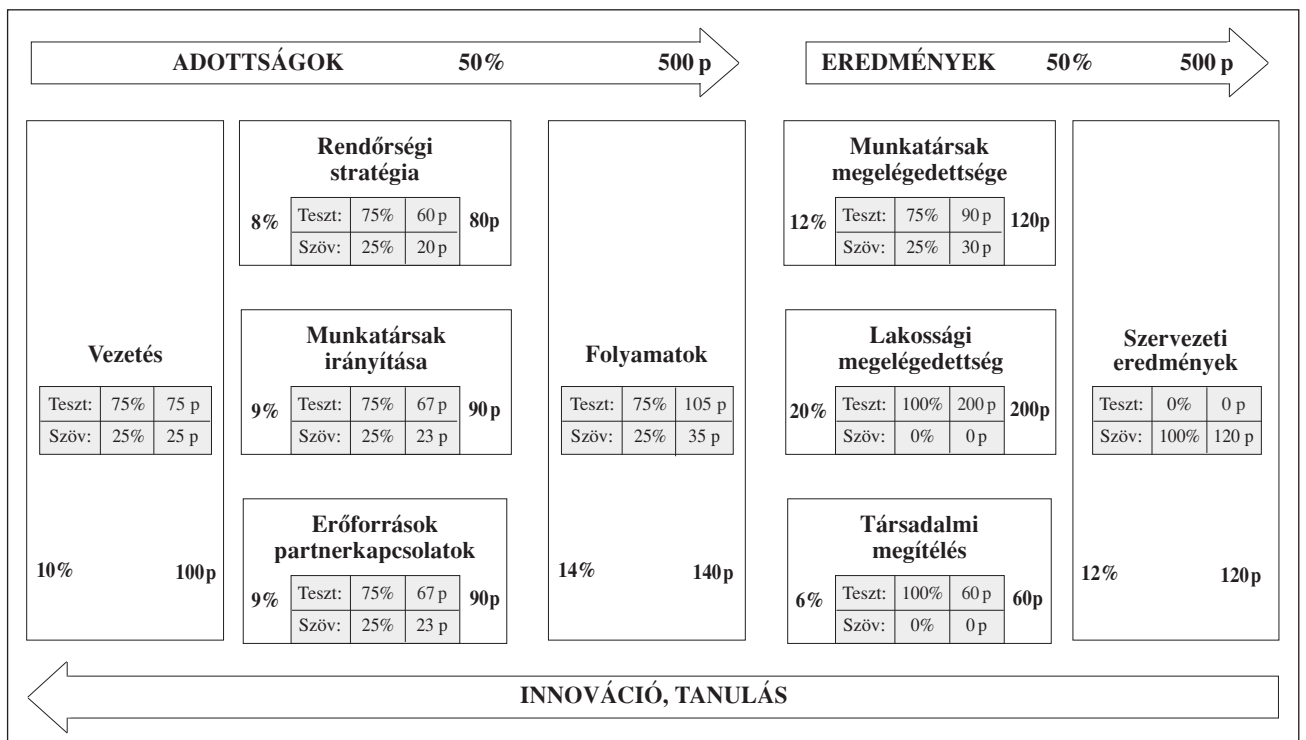 ADOTTSÁGOK 50% 500 p
EREDMÉNYEK 50% 500 p
Vezetés
Teszt: 75% 75 p
Szöv: 25% 25 p
10% 100p
Rendőrségi
stratégia
8% Teszt: 75% 60 p 80p
Szöv: 25% 20 p
Munkatársak
irányítása
9% Teszt: 75% 67 p 90p
Szöv: 25% 23 p
Erőforrások
partnerkapcsolatok
9% Teszt: 75% 67 p 90p
Szöv: 25% 23 p
Folyamatok
Teszt: 75% 105 p
Szöv: 25% 35 p
14% 140p
Munkatársak
megelégedettsége
12% Teszt: 75% 90 p 120p
Szöv: 25% 30 p
Lakossági
megelégedettség
20% Teszt: 100% 200 p 200p
Szöv: 0% 0 p
Társadalmi
megítélés
6% Teszt: 100% 60 p 60p
Szöv: 0% 0 p
Szervezeti
eredmények
Teszt: 0% 0 p
Szöv: 100% 120 p
12% 120p
INNOVÁCIÓ, TANULÁS